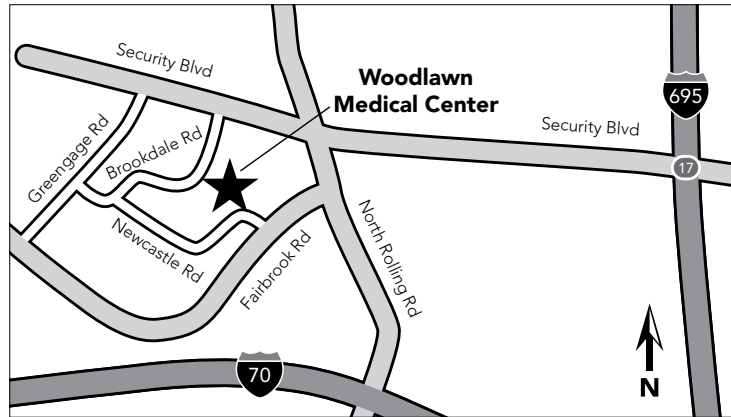 Security Blvd
Woodlawn
Medical Center
695
Greengage Rd
Brookdale Rd
Security Blvd
17
Newcastle Rd
Fairbrook Rd
North Rolling Rd
70
N